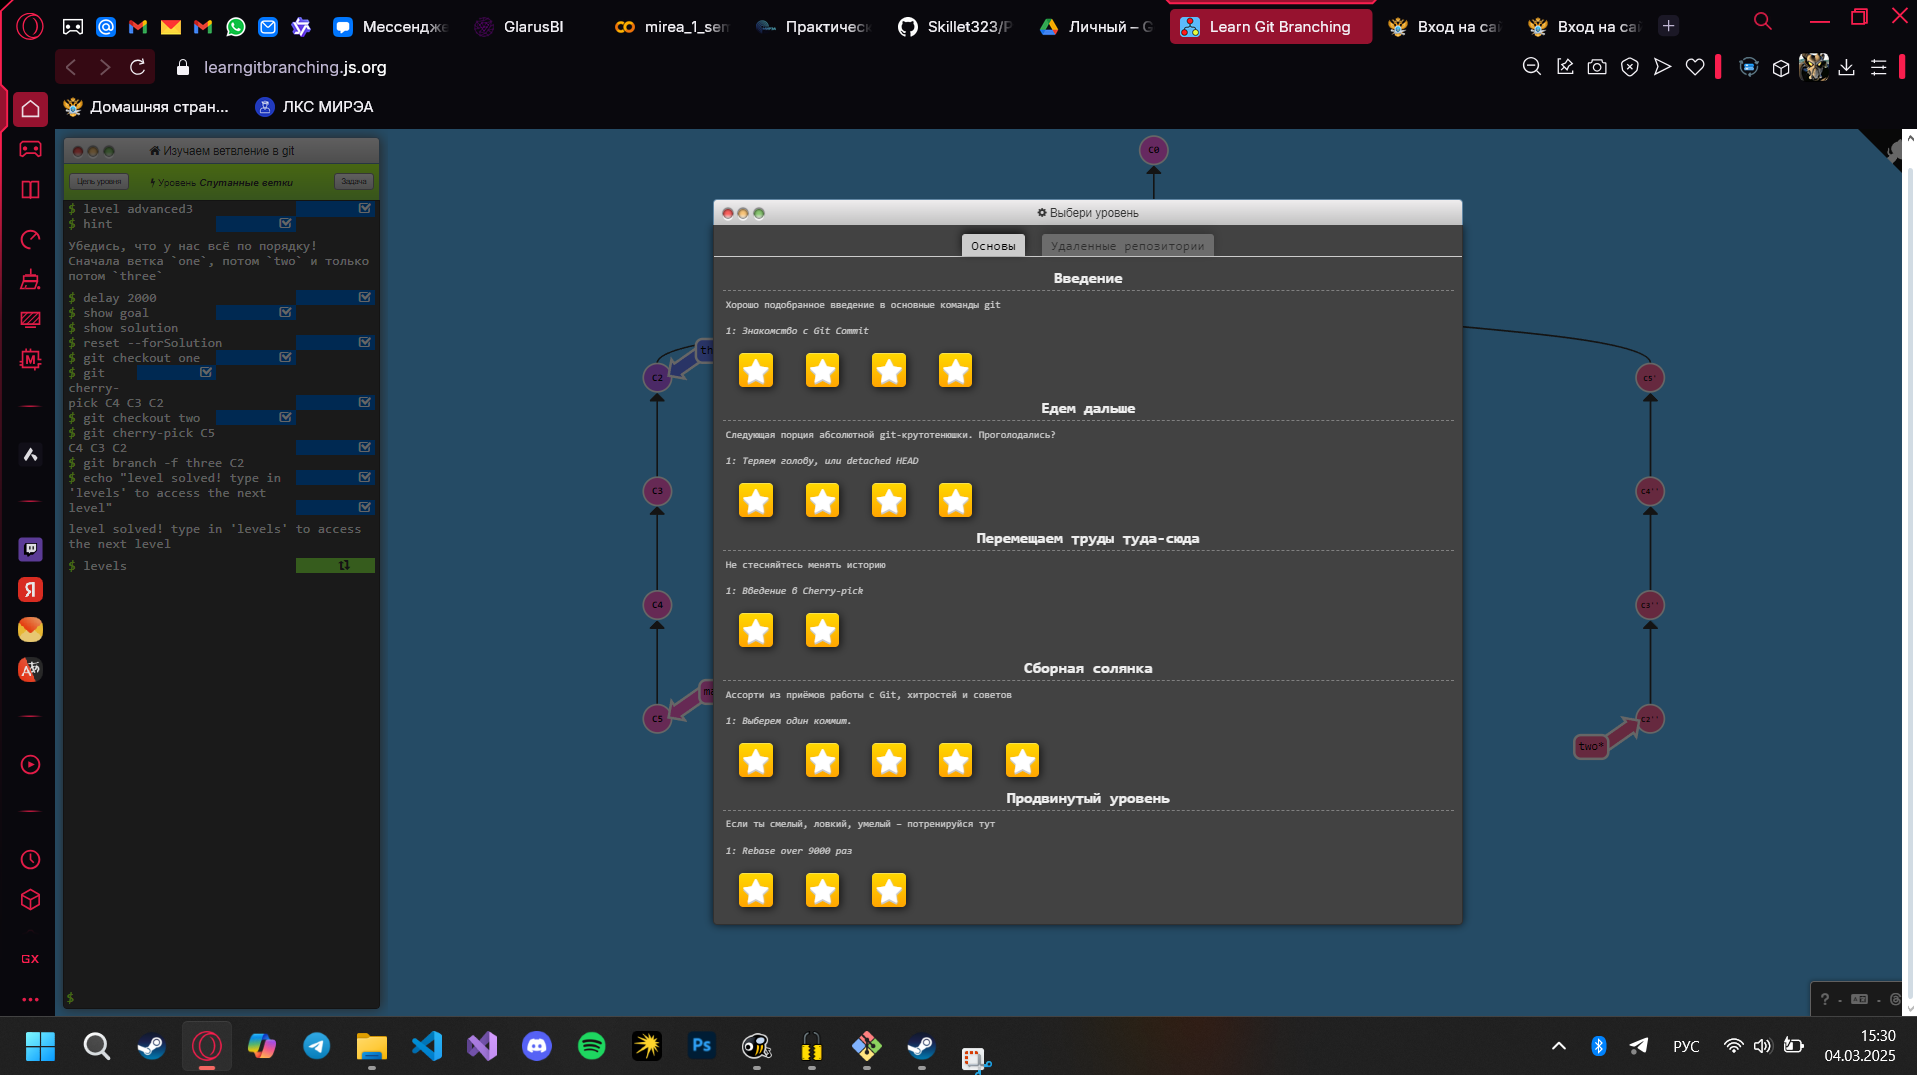 Мессендже
GlarusBI
mirea_1_sem
Практическ
Skillet323/P
Личный – G
Learn Git Branching
Вход на са
Вход на са
learngitbranching.js.org
Домашняя стран...
ЛКС МИРЭА
Изучаем ветвление в git
Цель уровня
Уровень Спутанные ветки
Задача
$ level advanced3
$ hint
Убедись, что у нас всё по порядку!
Сначала ветка `one`, потом `two` и только
потом `three`
$ delay 2000
$ show goal
$ show solution
$ reset --forSolution
$ git checkout one
$ git
cherry-
pick C4 C3 C2
$ git checkout two
$ git cherry-pick C5
C4 C3 C2
$ git branch -f three C2
$ echo "level solved! type in
'levels' to access the next
level"
level solved! type in 'levels' to access
the next level
$ levels
$
C0
th
C2
C3
C4
C5
ma
Выбери уровень
Основы
Удаленные репозитории
Введение
Хорошо подобранное введение в основные команды git
1: Знакомство с Git Commit
Едем дальше
Следующая порция абсолютной git-крутотенюшки. Проголодались?
1: Теряем голову, или detached HEAD
Перемещаем труды туда-сюда
Не стесняйтесь менять историю
1: Введение в Cherry-pick
Сборная солянка
Ассорти из приёмов работы с Git, хитростей и советов
1: Выберем один коммит.
Продвинутый уровень
Если ты смелый, ловкий, умелый – потренируйся тут
1: Rebase over 9000 раз
C5'
C4''
C3''
C2''
two*
GX
? - -
Ps
РУС
15:30
04.03.2025